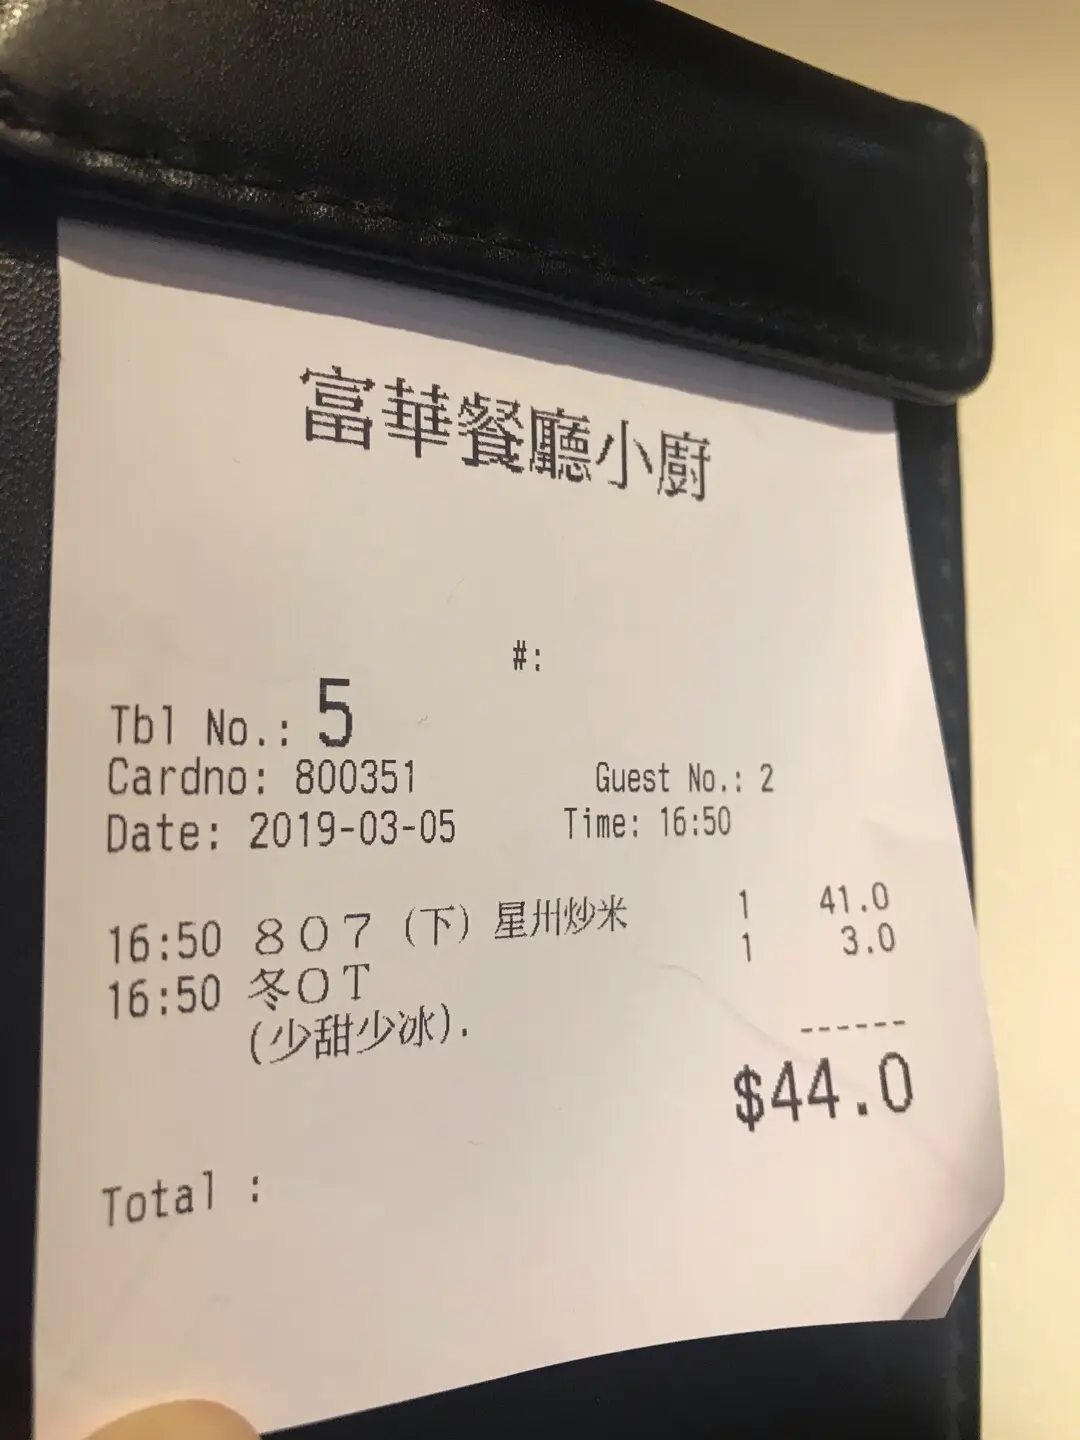 富華餐廳小廚
#:
Tbl No.: 5
Cardno: 800351 Guest No.: 2
Date: 2019-03-05 Time: 16:50
16:50 807 (下) 星州炒米 1 41.0
16:50 冬OT 1 3.0
(少甜少冰).
------
$44.0
Total :